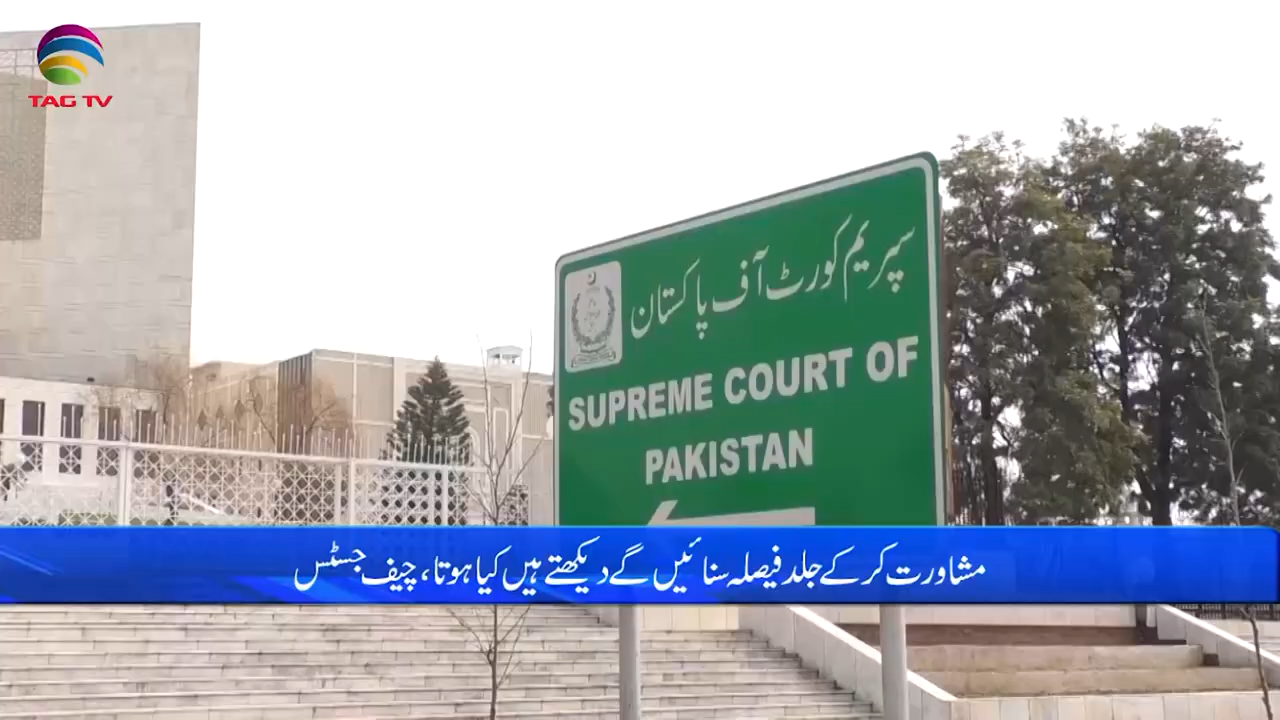 TAG TV
سپریم کورٹ آف پاکستان
SUPREME COURT OF
PAKISTAN
مشاورت کر کے جلد فیصلہ سنائیں گے دیکھتے ہیں کیا ہوتا، چیف جسٹس